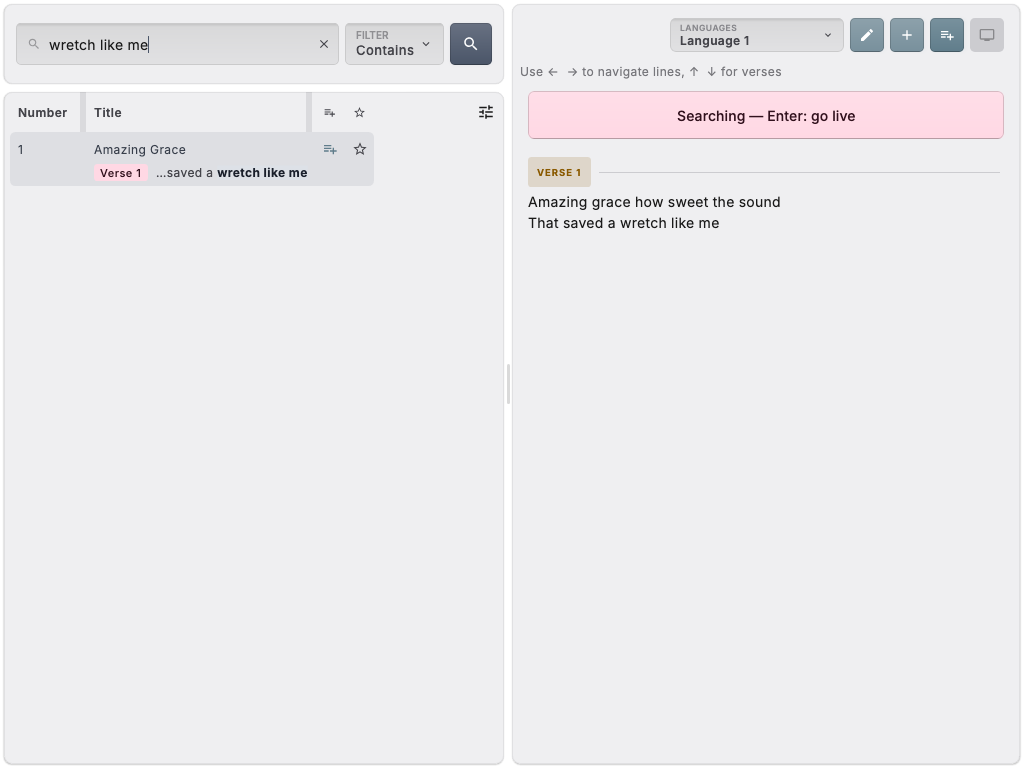 wretch like me
FILTER
Contains
Number Title
1 Amazing Grace
Verse 1 ...saved a wretch like me
LANGUAGES
Language 1
Use ← → to navigate lines, ↑ ↓ for verses
Searching — Enter: go live
VERSE 1
Amazing grace how sweet the sound
That saved a wretch like me